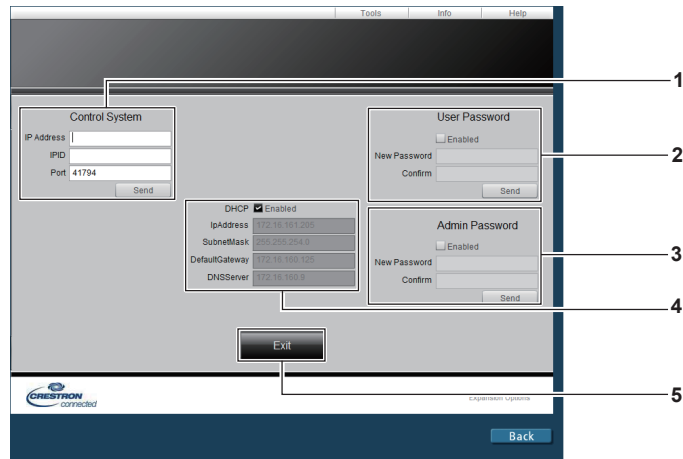 Tools Info Help
1
Control System
IP Address
IPID
Port 41794
Send
User Password
Enabled
New Password
Confirm
Send
2
DHCP Enabled
IpAddress 172.16.161.205
SubnetMask 255.255.254.0
DefaultGateway 172.16.160.125
DNSServer 172.16.160.8
Admin Password
Enabled
New Password
Confirm
Send
3
4
Exit
5
CRESTRON
connected
Expansion Options
Back